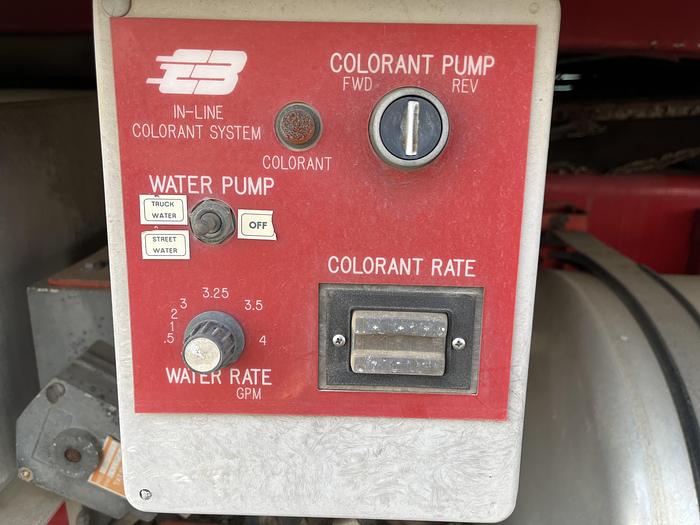 EB
IN-LINE
COLORANT SYSTEM
COLORANT
COLORANT PUMP
FWD REV
WATER PUMP
TRUCK
WATER
STREET
WATER
OFF
COLORANT RATE
.5
1
2
3
3.25
3.5
4
WATER RATE
GPM